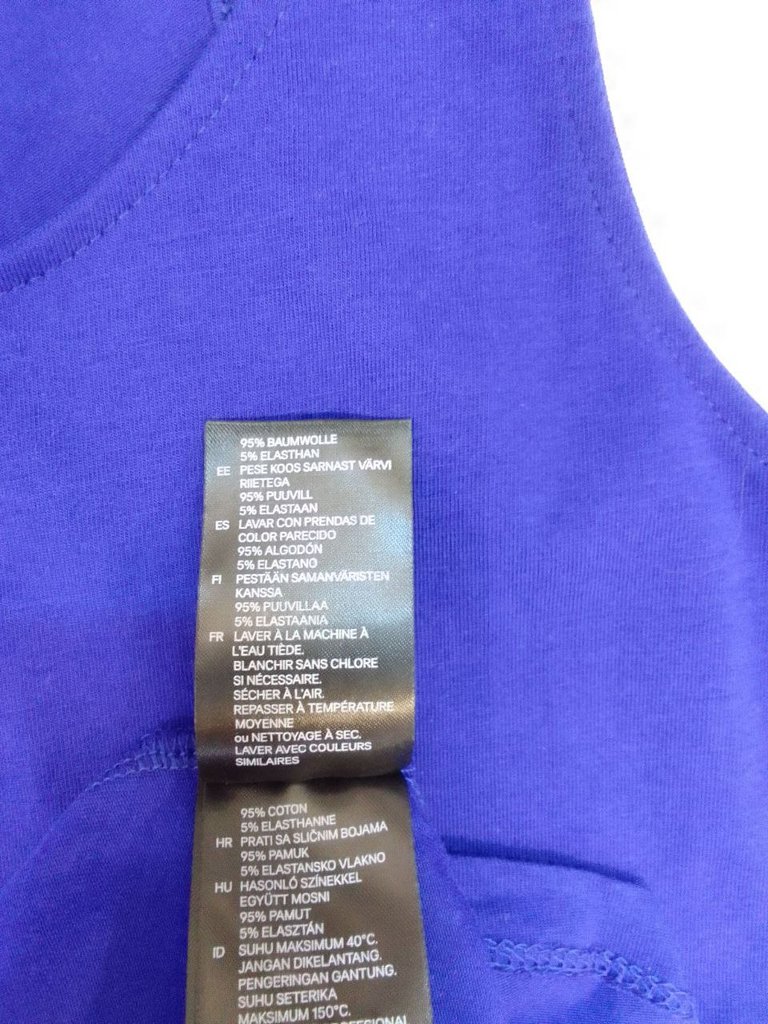 95% BAUMWOLLE
5% ELASTHAN
EE PESE KOOS SARNAST VÄRVI
RIIETEGA
95% PUUVILL
5% ELASTAAN
ES LAVAR CON PRENDAS DE
COLOR PARECIDO
95% ALGODÓN
5% ELASTANO
FI PESTÄÄN SAMANVÄRISTEN
KANSSA
95% PUUVILLAA
5% ELASTAANIA
FR LAVER À LA MACHINE À
L'EAU TIÈDE.
BLANCHIR SANS CHLORE
SI NÉCESSAIRE.
SÉCHER À L'AIR.
REPASSER À TEMPÉRATURE
MOYENNE
ou NETTOYAGE À SEC.
LAVER AVEC COULEURS
SIMILAIRES
95% COTON
5% ELASTHANNE
HR PRATI SA SLIČNIM BOJAMA
95% PAMUK
5% ELASTANSKO VLAKNO
HU HASONLÓ SZÍNEKKEL
EGYÜTT MOSNI
95% PAMUT
5% ELASZTÁN
ID SUHU MAKSIMUM 40°C.
JANGAN DIKELANTANG.
PENGERINGAN GANTUNG.
SUHU SETERIKA
MAKSIMUM 150°C.